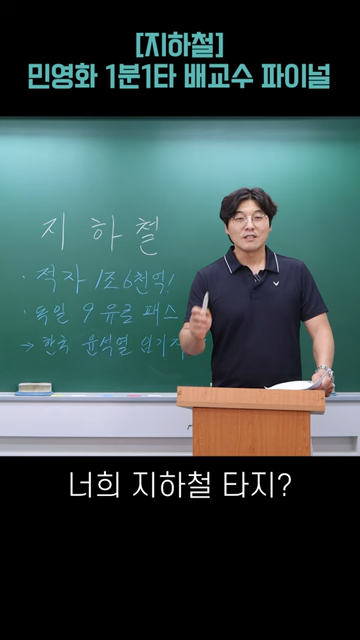 [지하철]
민영화 1분1타 배교수 파이널
지 하 철
· 적자 1조 6천억!
· 독일 9 유로 패스
→ 한국 윤석열 임기
너희 지하철 타지?